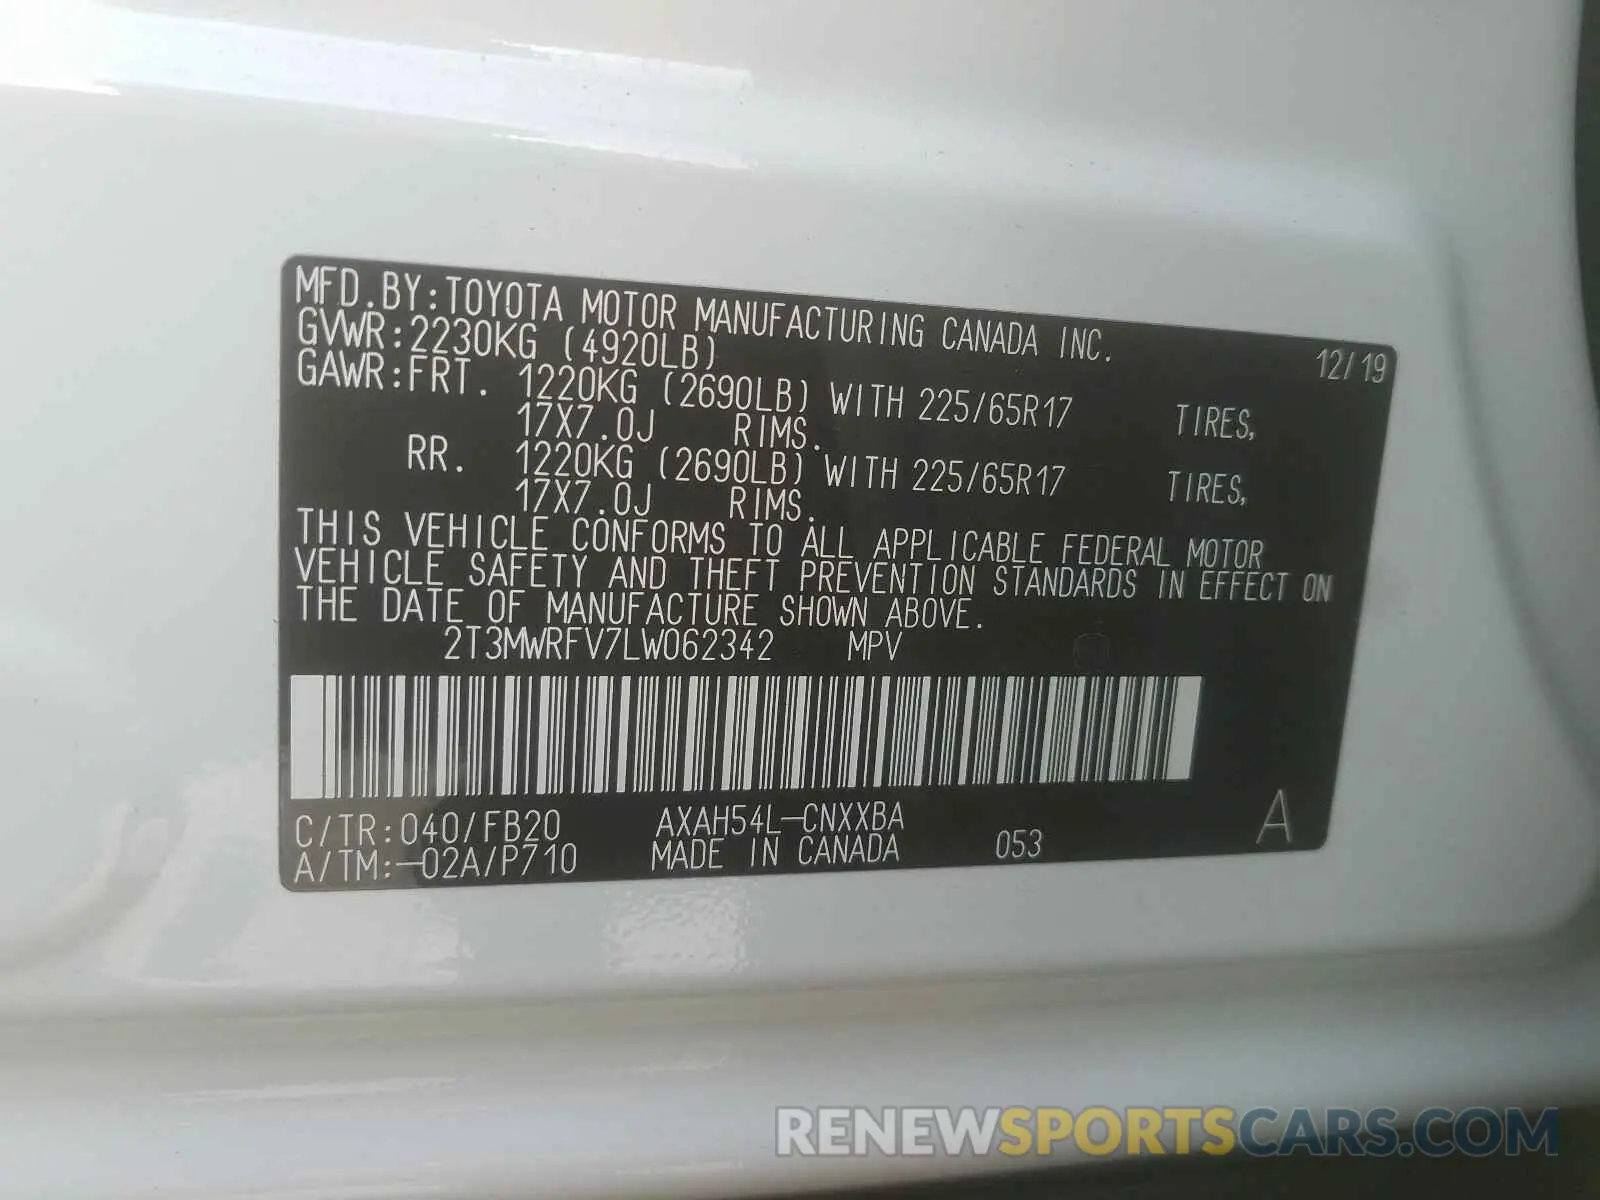 MFD.BY:TOYOTA MOTOR MANUFACTURING CANADA INC.
GVWR:2230KG (4920LB) 12/19
GAWR:FRT. 1220KG (2690LB) WITH 225/65R17 TIRES,
17X7.0J RIMS.
RR. 1220KG (2690LB) WITH 225/65R17 TIRES,
17X7.0J RIMS.
THIS VEHICLE CONFORMS TO ALL APPLICABLE FEDERAL MOTOR
VEHICLE SAFETY AND THEFT PREVENTION STANDARDS IN EFFECT ON
THE DATE OF MANUFACTURE SHOWN ABOVE.
2T3MWRFV7LW062342 MPV
C/TR:040/FB20 AXAH54L-CNXXBA
A/TM:-02A/P710 MADE IN CANADA 053 A
RENEWSPORTSCARS.COM